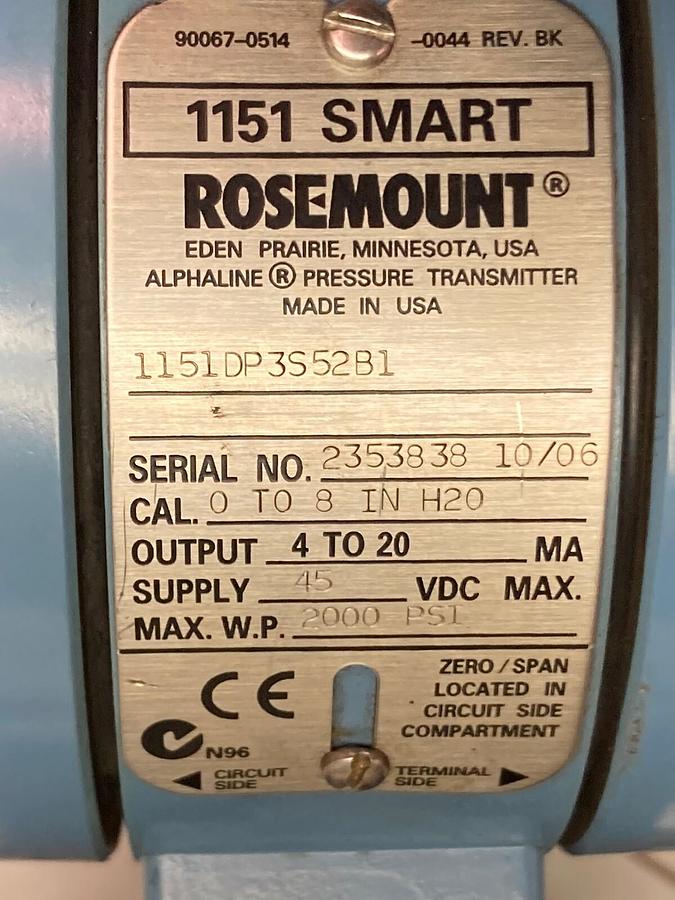 90067-0514 -0044 REV. BK
1151 SMART
ROSEMOUNT®
EDEN PRAIRIE, MINNESOTA, USA
ALPHALINE® PRESSURE TRANSMITTER
MADE IN USA
1151DP3S52B1
SERIAL NO. 2353838 10/06
CAL. 0 TO 8 IN H20
OUTPUT 4 TO 20 MA
SUPPLY 45 VDC MAX.
MAX. W.P. 2000 PSI
CE
N96
ZERO/SPAN
LOCATED IN
CIRCUIT SIDE
COMPARTMENT
CIRCUIT
SIDE
TERMINAL
SIDE